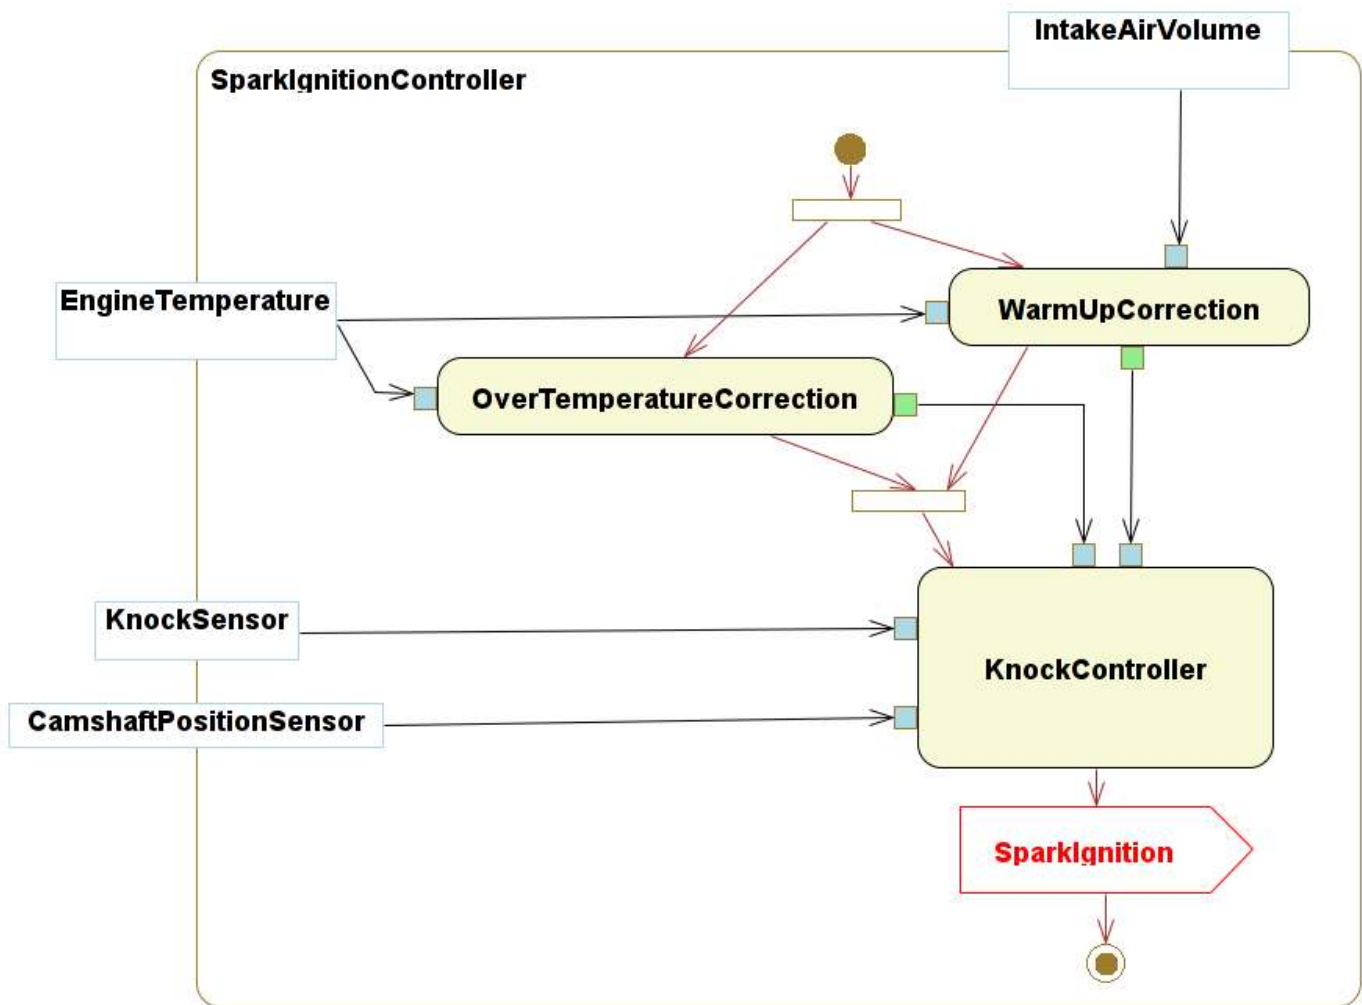 IntakeAirVolume
SparkIgnitionController
EngineTemperature
WarmUpCorrection
OverTemperatureCorrection
KnockSensor
KnockController
CamshaftPositionSensor
SparkIgnition